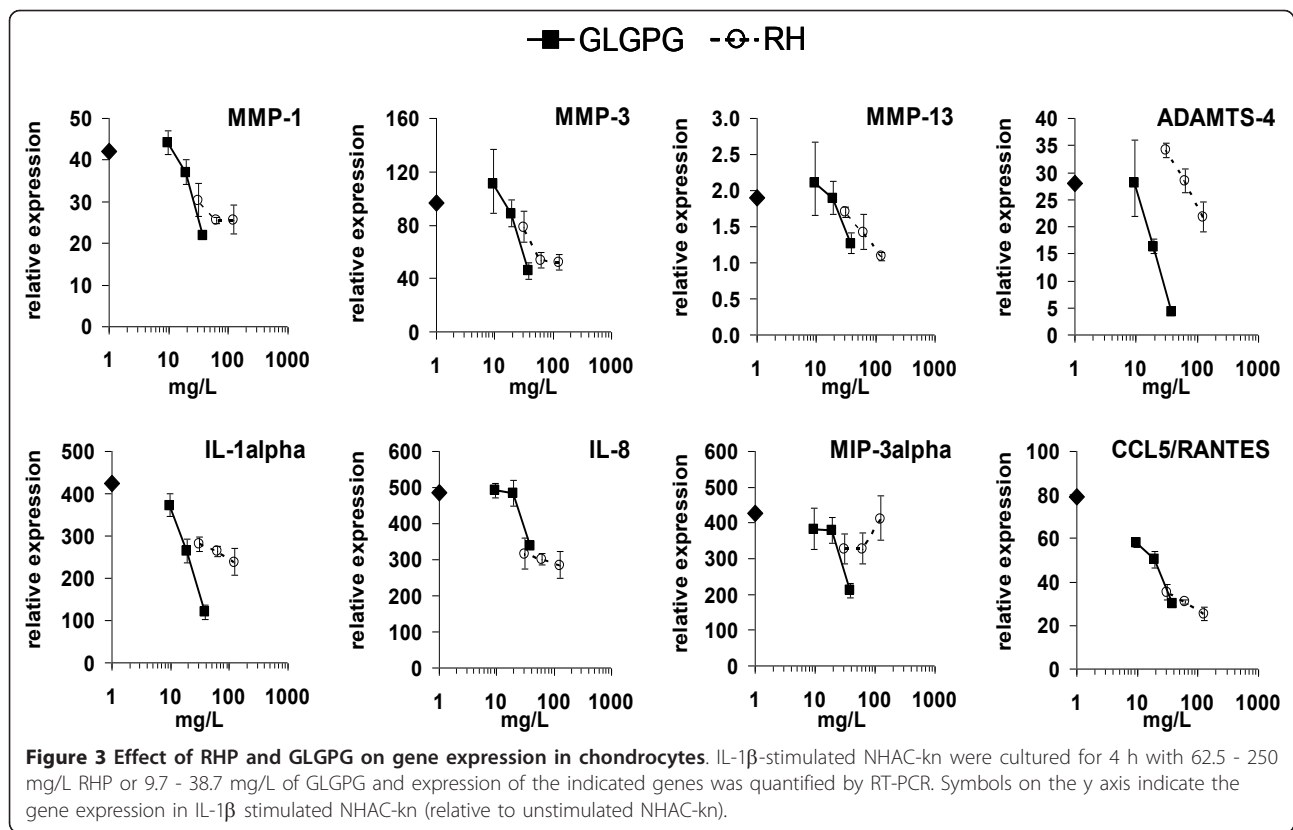 GLGPG RH
MMP-1
MMP-3
MMP-13
ADAMTS-4
relative expression
50
40
30
20
10
0
1 10 100 1000
mg/L
relative expression
160
120
80
40
0
1 10 100 1000
mg/L
relative expression
3.0
2.5
2.0
1.5
1.0
0.5
0.0
1 10 100 1000
mg/L
relative expression
40
35
30
25
20
15
10
5
0
1 10 100 1000
mg/L
IL-1alpha
IL-8
MIP-3alpha
CCL5/RANTES
relative expression
500
400
300
200
100
0
1 10 100 1000
mg/L
relative expression
600
500
400
300
200
100
0
1 10 100 1000
mg/L
relative expression
600
500
400
300
200
100
0
1 10 100 1000
mg/L
relative expression
100
80
60
40
20
0
1 10 100 1000
mg/L
Figure 3 Effect of RHP and GLGPG on gene expression in chondrocytes. IL-1β-stimulated NHAC-kn were cultured for 4 h with 62.5 - 250
mg/L RHP or 9.7 - 38.7 mg/L of GLGPG and expression of the indicated genes was quantified by RT-PCR. Symbols on the y axis indicate the
gene expression in IL-1β stimulated NHAC-kn (relative to unstimulated NHAC-kn).